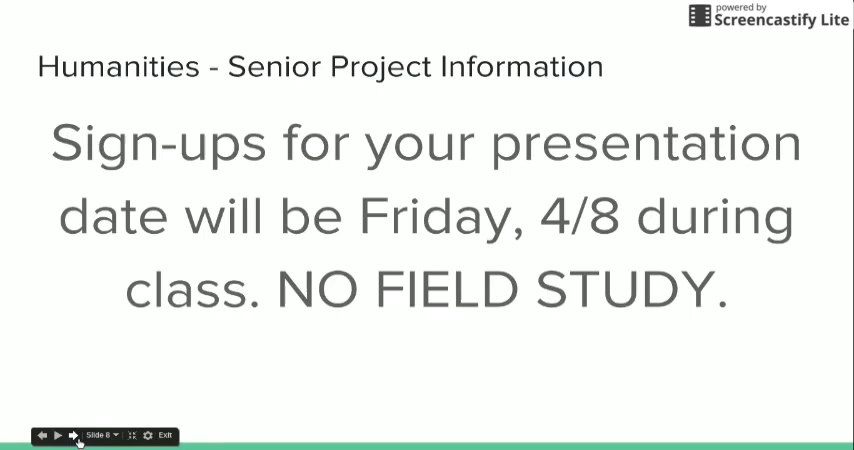 powered by
Screencastify Lite
Humanities - Senior Project Information
Sign-ups for your presentation
date will be Friday, 4/8 during
class. NO FIELD STUDY.
Slide 8
Exit